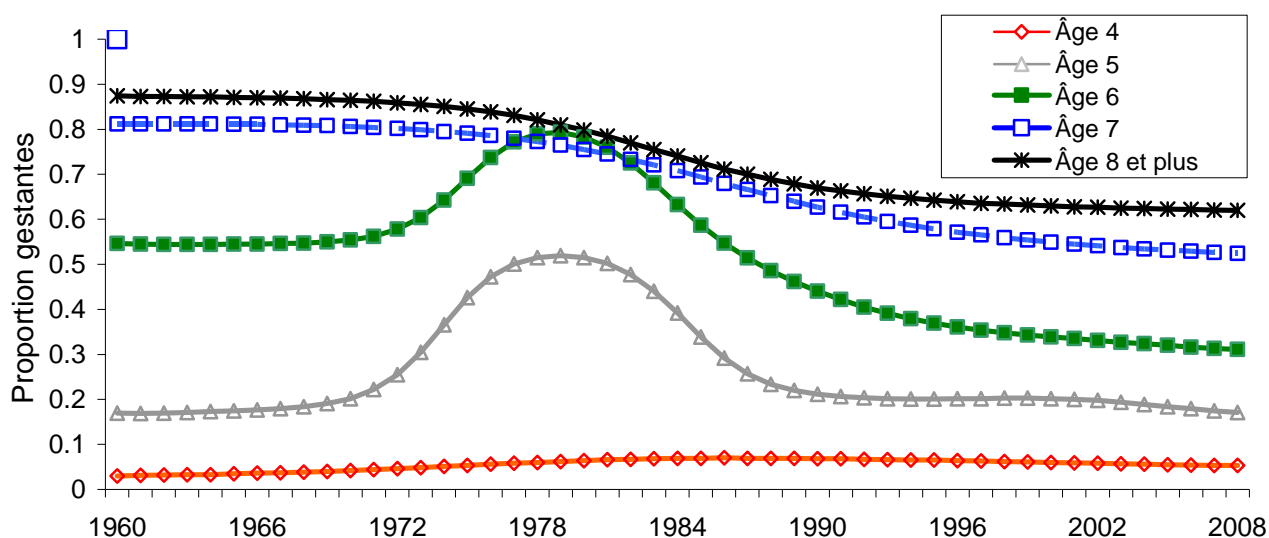 Proportion gestantes
1
0.9
0.8
0.7
0.6
0.5
0.4
0.3
0.2
0.1
0
1960 1966 1972 1978 1984 1990 1996 2002 2008
Âge 4
Âge 5
Âge 6
Âge 7
Âge 8 et plus